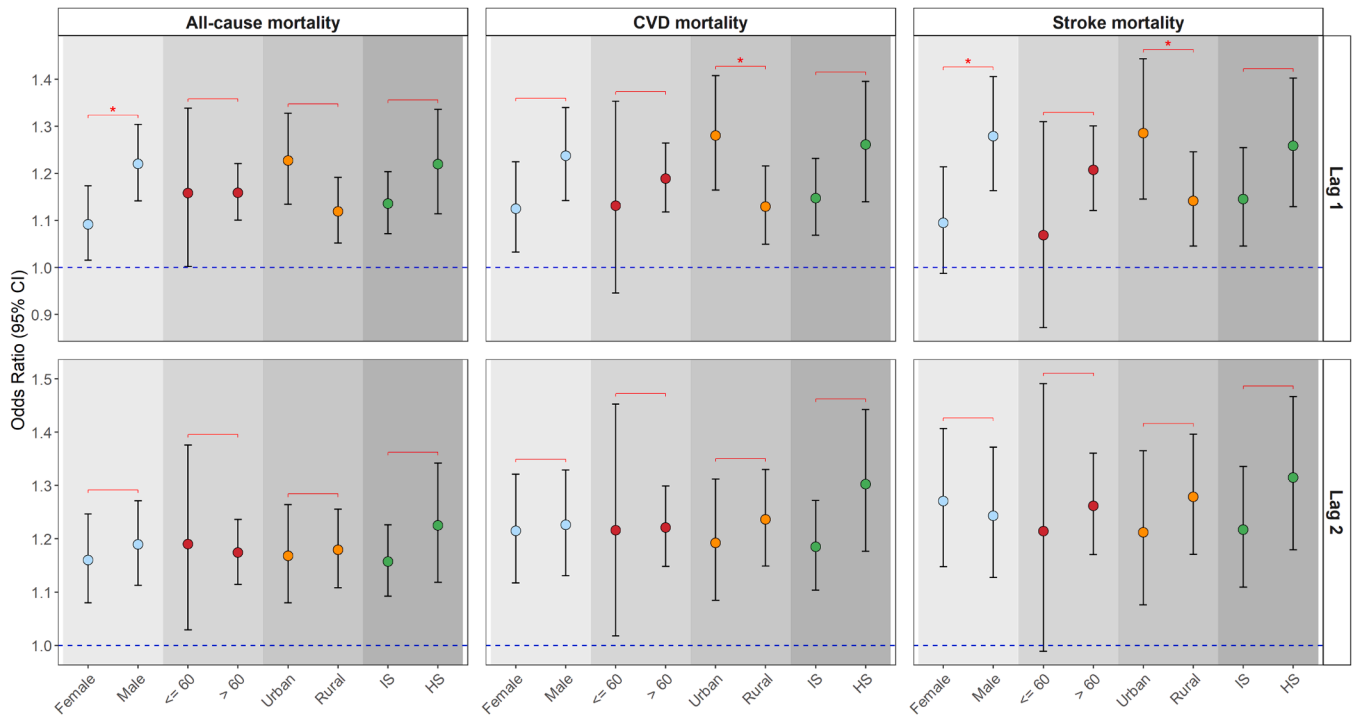 All-cause mortality CVD mortality Stroke mortality
Odds Ratio (95% CI)
1.4
1.3
1.2
1.1
1.0
0.9
* * * *
Lag 1
1.5
1.4
1.3
1.2
1.1
1.0
Lag 2
Female Male <= 60 > 60 Urban Rural IS HS Female Male <= 60 > 60 Urban Rural IS HS Female Male <= 60 > 60 Urban Rural IS HS